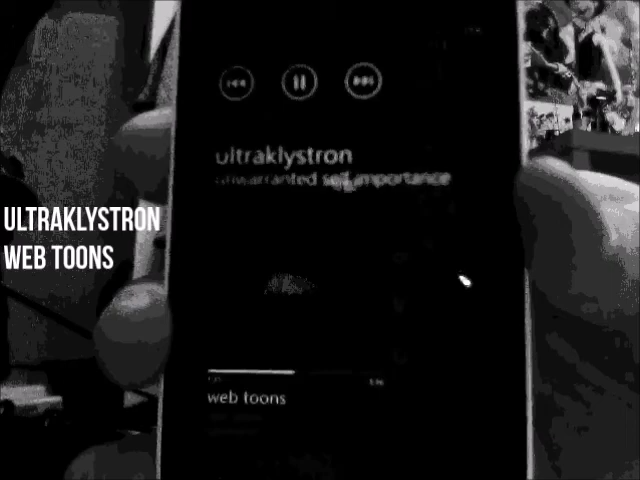 ultraklystron
unwarranted self importance
ULTRAKLYSTRON
WEB TOONS
web toons